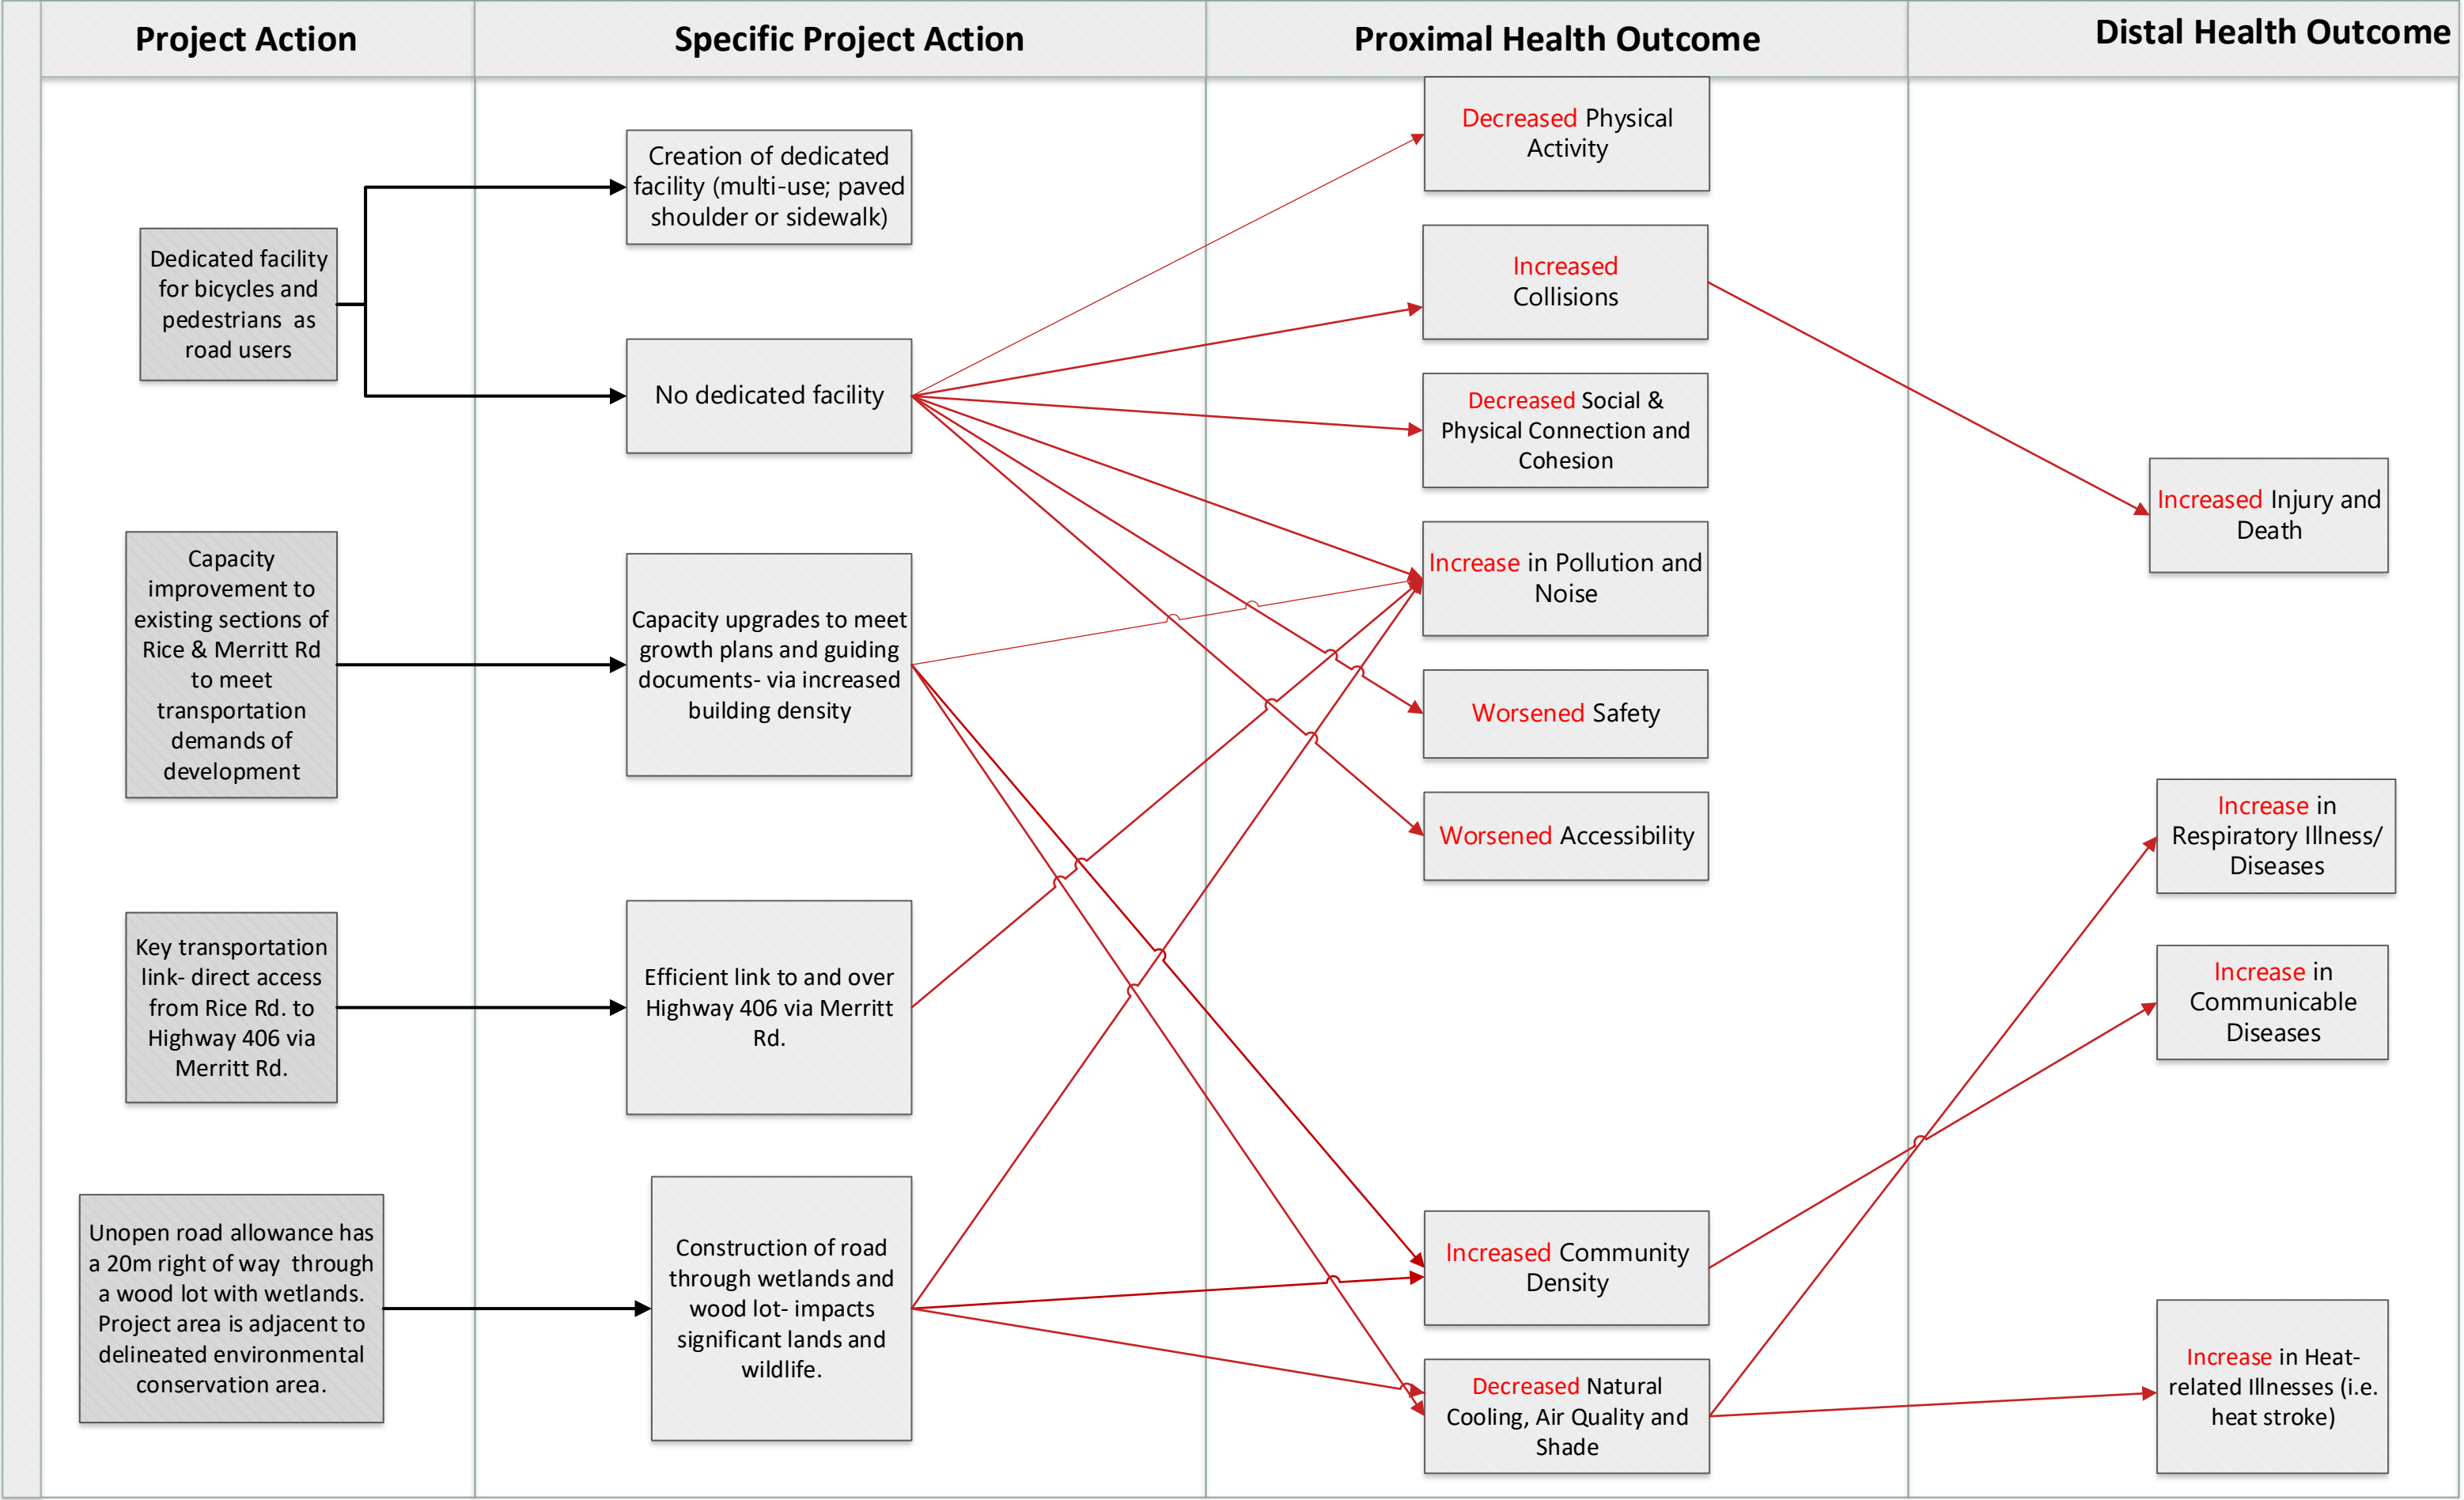 Project Action
Specific Project Action
Proximal Health Outcome
Distal Health Outcome
Dedicated facility
for bicycles and
pedestrians  as
road users
Capacity
improvement to
existing sections of
Rice & Merritt Rd
to meet
transportation
demands of
development
Key transportation
link- direct access
from Rice Rd. to
Highway 406 via
Merritt Rd.
Unopen road allowance has
a 20m right of way  through
a wood lot with wetlands.
Project area is adjacent to
delineated environmental
conservation area.
Creation of dedicated
facility (multi-use; paved
shoulder or sidewalk)
No dedicated facility
Capacity upgrades to meet
growth plans and guiding
documents- via increased
building density
Efficient link to and over
Highway 406 via Merritt
Rd.
Construction of road
through wetlands and
wood lot- impacts
significant lands and
wildlife.
Decreased Physical
Activity
Increased
Collisions
Decreased Social &
Physical Connection and
Cohesion
Increase in Pollution and
Noise
Worsened Safety
Worsened Accessibility
Increased Community
Density
Decreased Natural
Cooling, Air Quality and
Shade
Increased Injury and
Death
Increase in
Respiratory Illness/
Diseases
Increase in
Communicable
Diseases
Increase in Heat-
related Illnesses (i.e.
heat stroke)